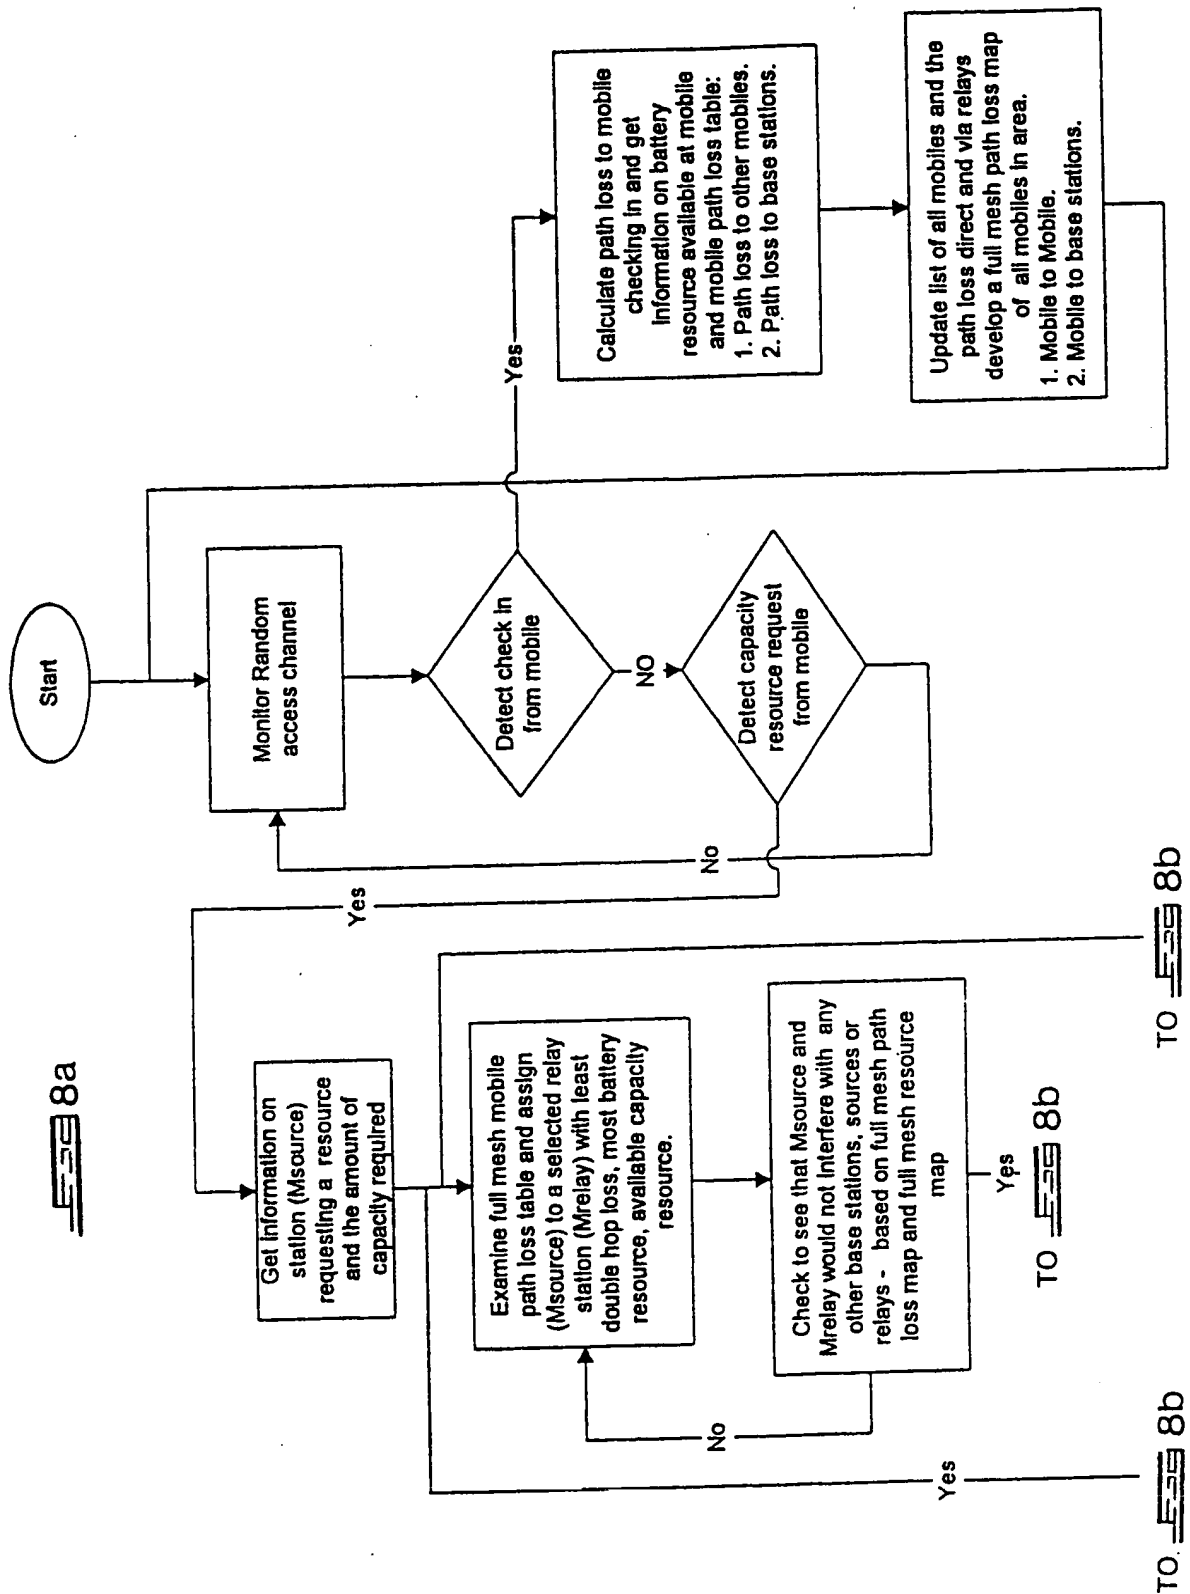 Fig 8a
Start
Monitor Random
access channel
Detect check in
from mobile
Yes
NO
Calculate path loss to mobile
checking in and get
information on battery
resource available at mobile
and mobile path loss table:
1. Path loss to other mobiles.
2. Path loss to base stations.
Update list of all mobiles and the
path loss direct and via relays
develop a full mesh path loss map
of all mobiles in area.
1. Mobile to Mobile.
2. Mobile to base stations.
Detect capacity
resource request
from mobile
No
Yes
Get information on
station (Msource)
requesting a resource
and the amount of
capacity required
Examine full mesh mobile
path loss table and assign
(Msource) to a selected relay
station (Mrelay) with least
double hop loss, most battery
resource, available capacity
resource.
No
Check to see that Msource and
Mrelay would not interfere with any
other base stations, sources or
relays - based on full mesh path
loss map and full mesh resource
map
Yes
Yes
TO Fig 8b
TO Fig 8b
TO Fig 8b